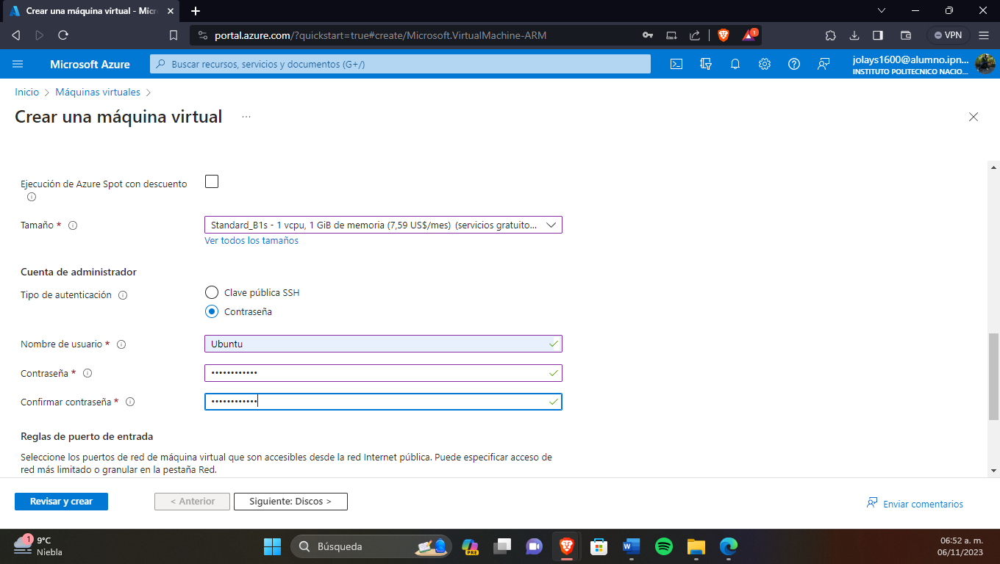 Crear una máquina virtual - Micr
portal.azure.com/?quickstart=true#create/Microsoft.VirtualMachine-ARM
1
VPN
Microsoft Azure
Buscar recursos, servicios y documentos (G+/)
jolays1600@alumno.ipn...
INSTITUTO POLITECNICO NACIO...
Inicio > Máquinas virtuales >
Crear una máquina virtual ...
Ejecución de Azure Spot con descuento
Tamaño *
Standard_B1s - 1 vcpu, 1 GiB de memoria (7,59 US$/mes) (servicios gratuito...
Ver todos los tamaños
Cuenta de administrador
Tipo de autenticación
Clave pública SSH
Contraseña
Nombre de usuario *
Ubuntu
Contraseña *
••••••••••••
Confirmar contraseña *
••••••••••••
Reglas de puerto de entrada
Seleccione los puertos de red de máquina virtual que son accesibles desde la red Internet pública. Puede especificar acceso de
red más limitado o granular en la pestaña Red.
Revisar y crear
< Anterior
Siguiente: Discos >
Enviar comentarios
1
9°C
Niebla
Búsqueda
PRE
06:52 a. m.
06/11/2023